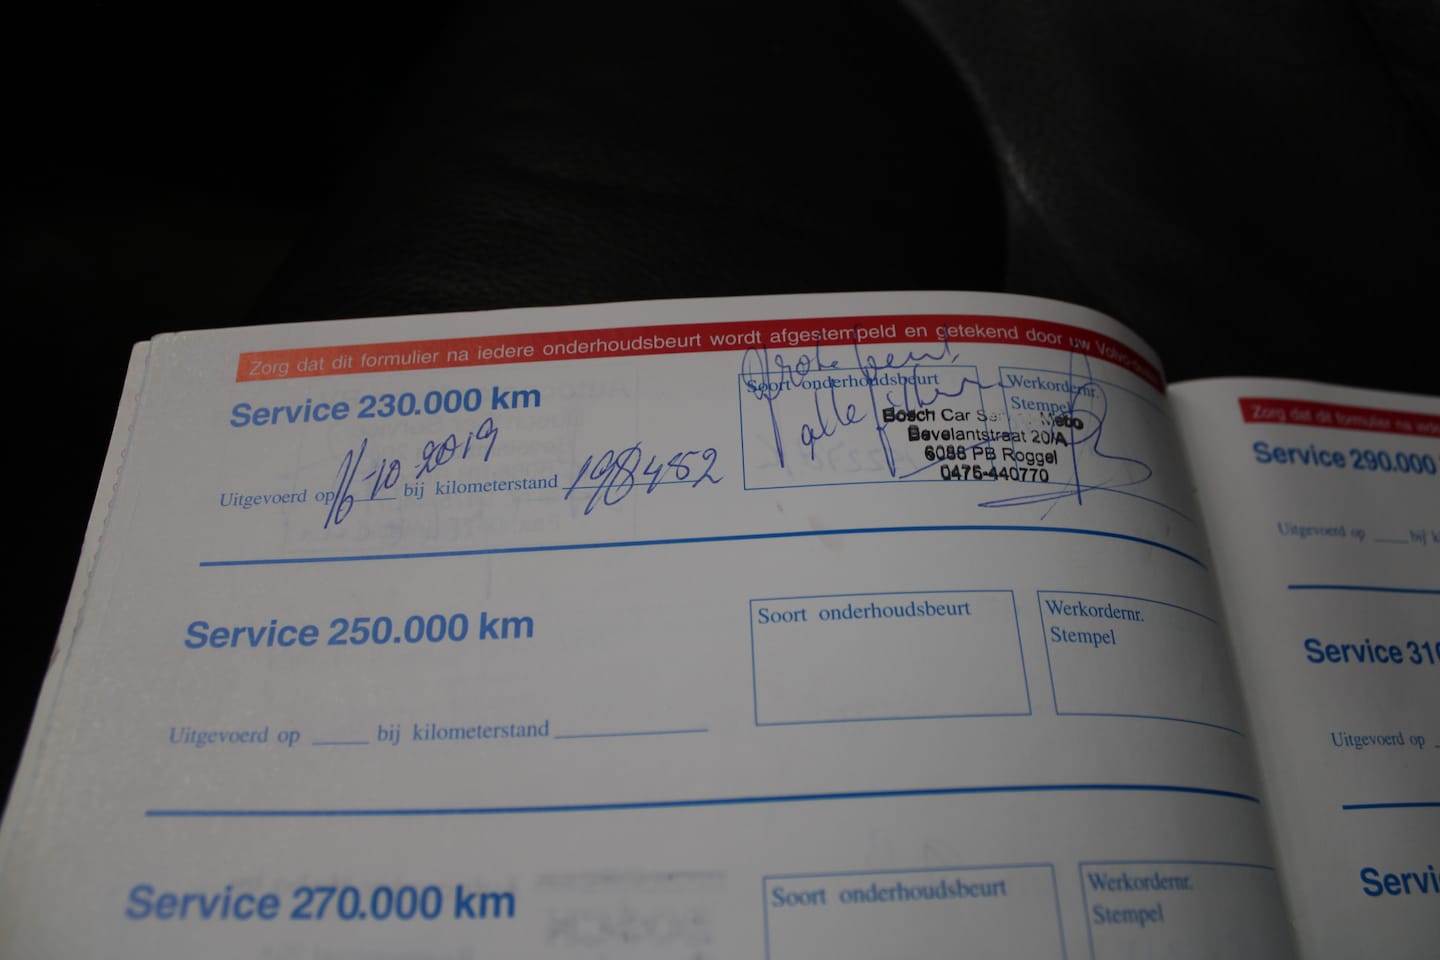 Zorg dat dit formulier na iedere onderhoudsbeurt wordt afgestempeld en getekend door uw Volvo-
Service 230.000 km
Uitgevoerd op 16-10-2019 bij kilometerstand 198452
Soort onderhoudsbeurt
Grote beurt
alle filters
Werkordernr.
Stempel
Bosch Car Metbo
Bevelantstraat 20/A
6088 PB Roggel
0475-440770
Service 250.000 km
Uitgevoerd op bij kilometerstand
Soort onderhoudsbeurt
Werkordernr.
Stempel
Service 270.000 km
Soort onderhoudsbeurt
Werkordernr.
Stempel
Zorg dat dit formulier na
Service 290.000
Uitgevoerd op bij
Service 31
Uitgevoerd op
Servi